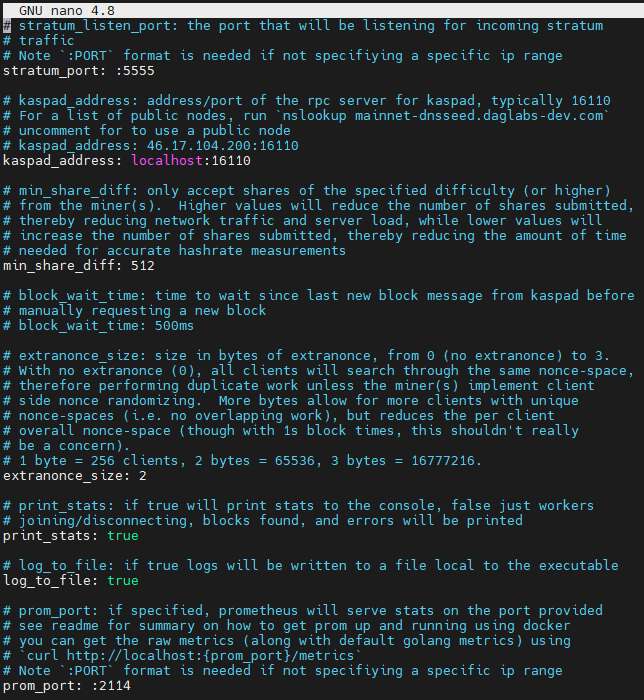 GNU nano 4.8
# stratum_listen_port: the port that will be listening for incoming stratum
# traffic
# Note `:PORT` format is needed if not specifiying a specific ip range
stratum_port: :5555
# kaspad_address: address/port of the rpc server for kaspad, typically 16110
# For a list of public nodes, run `nslookup mainnet-dnsseed.daglabs-dev.com`
# uncomment for to use a public node
# kaspad_address: 46.17.104.200:16110
kaspad_address: localhost:16110
# min_share_diff: only accept shares of the specified difficulty (or higher)
# from the miner(s).  Higher values will reduce the number of shares submitted,
# thereby reducing network traffic and server load, while lower values will
# increase the number of shares submitted, thereby reducing the amount of time
# needed for accurate hashrate measurements
min_share_diff: 512
# block_wait_time: time to wait since last new block message from kaspad before
# manually requesting a new block
# block_wait_time: 500ms
# extranonce_size: size in bytes of extranonce, from 0 (no extranonce) to 3.
# With no extranonce (0), all clients will search through the same nonce-space,
# therefore performing duplicate work unless the miner(s) implement client
# side nonce randomizing.  More bytes allow for more clients with unique
# nonce-spaces (i.e. no overlapping work), but reduces the per client
# overall nonce-space (though with 1s block times, this shouldn't really
# be a concern).
# 1 byte = 256 clients, 2 bytes = 65536, 3 bytes = 16777216.
extranonce_size: 2
# print_stats: if true will print stats to the console, false just workers
# joining/disconnecting, blocks found, and errors will be printed
print_stats: true
# log_to_file: if true logs will be written to a file local to the executable
log_to_file: true
# prom_port: if specified, prometheus will serve stats on the port provided
# see readme for summary on how to get prom up and running using docker
# you can get the raw metrics (along with default golang metrics) using
# `curl http://localhost:{prom_port}/metrics`
# Note `:PORT` format is needed if not specifiying a specific ip range
prom_port: :2114